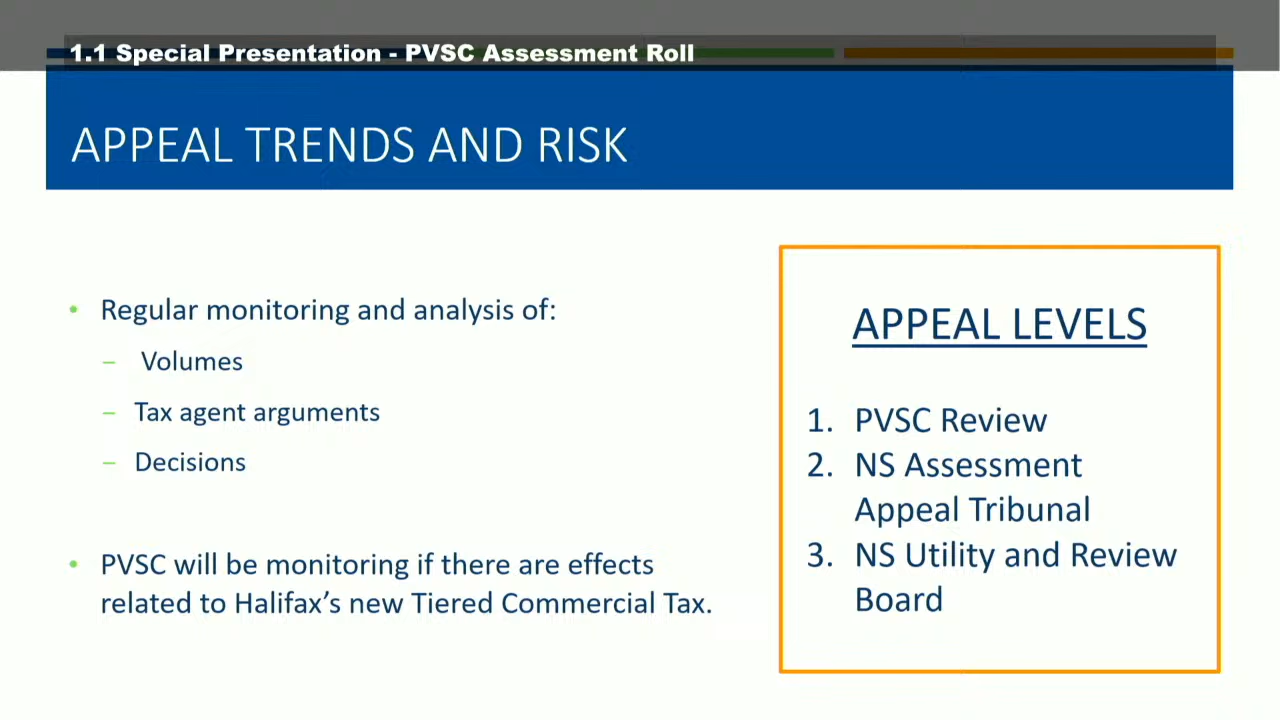 1.1 Special Presentation - PVSC Assessment Roll
APPEAL TRENDS AND RISK
• Regular monitoring and analysis of:
– Volumes
– Tax agent arguments
– Decisions
• PVSC will be monitoring if there are effects
related to Halifax’s new Tiered Commercial Tax.
APPEAL LEVELS
1. PVSC Review
2. NS Assessment
Appeal Tribunal
3. NS Utility and Review
Board